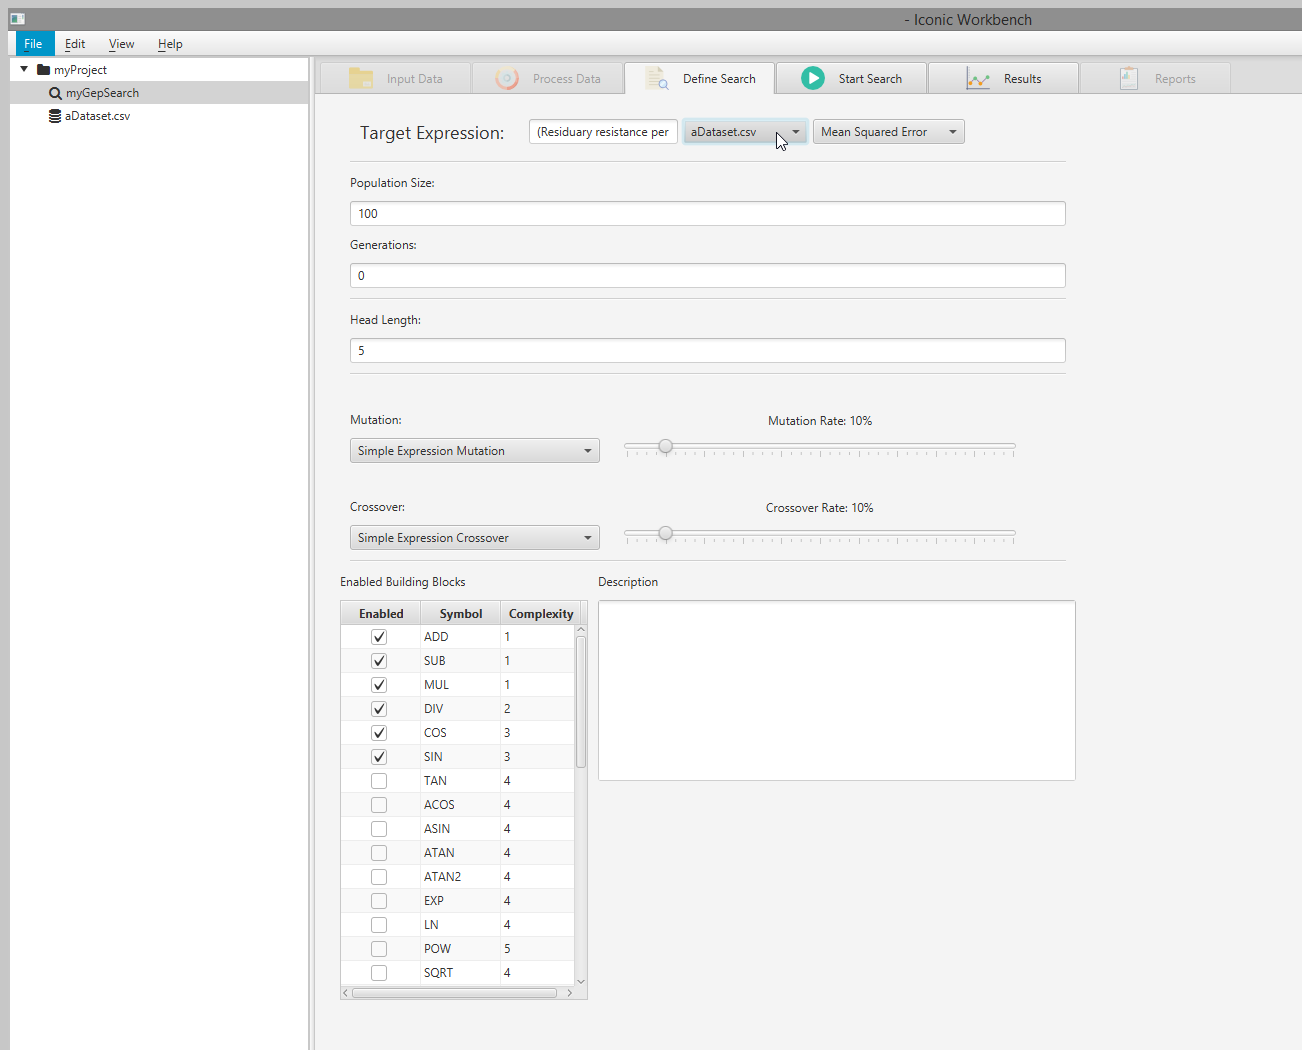 - Iconic Workbench
File Edit View Help
myProject
myGepSearch
aDataset.csv
Input Data Process Data Define Search Start Search Results Reports
Target Expression: (Residuary resistance per aDataset.csv Mean Squared Error
Population Size:
100
Generations:
0
Head Length:
5
Mutation: Mutation Rate: 10%
Simple Expression Mutation
Crossover: Crossover Rate: 10%
Simple Expression Crossover
Enabled Building Blocks Description
Enabled Symbol Complexity
ADD 1
SUB 1
MUL 1
DIV 2
COS 3
SIN 3
TAN 4
ACOS 4
ASIN 4
ATAN 4
ATAN2 4
EXP 4
LN 4
POW 5
SQRT 4